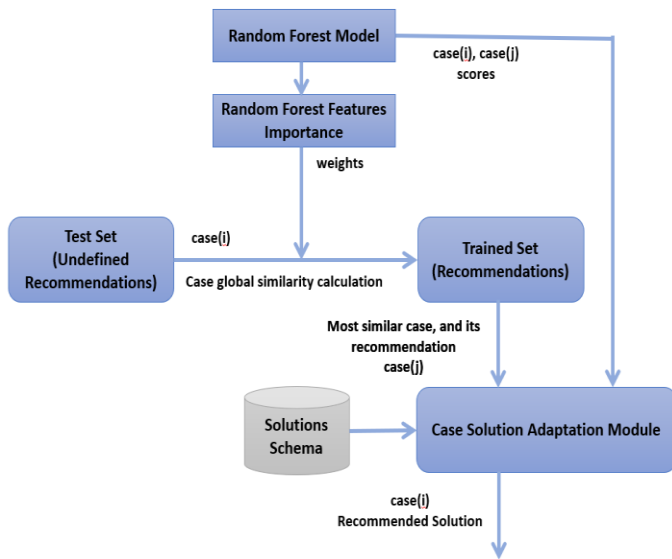 Random Forest Model
case(i), case(j)
scores
Random Forest Features
Importance
weights
Test Set
(Undefined
Recommendations)
case(i)
Case global similarity calculation
Trained Set
(Recommendations)
Most similar case, and its
recommendation
case(j)
Solutions
Schema
Case Solution Adaptation Module
case(i)
Recommended Solution